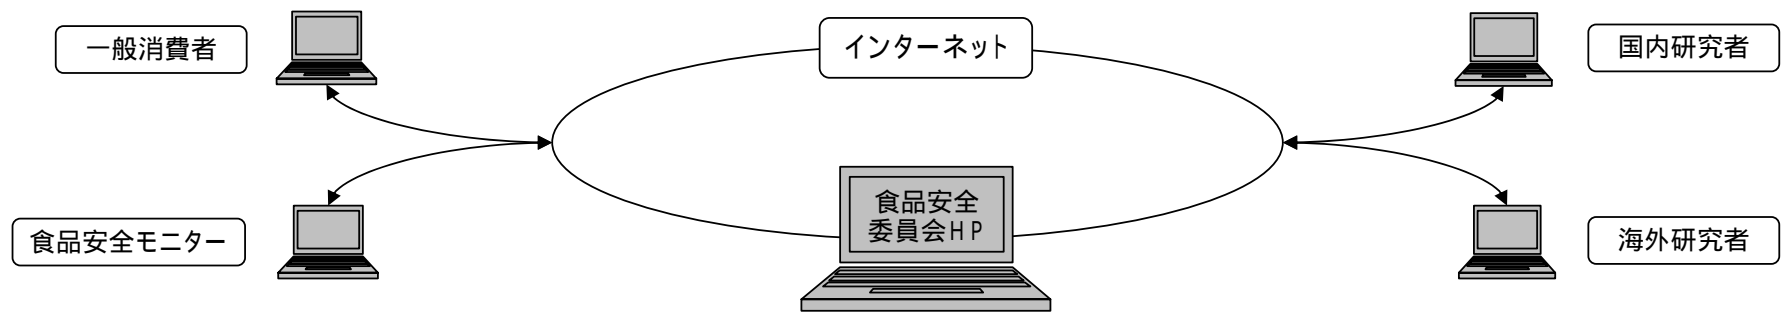 一般消費者
インターネット
国内研究者
食品安全
委員会HP
食品安全モニター
海外研究者